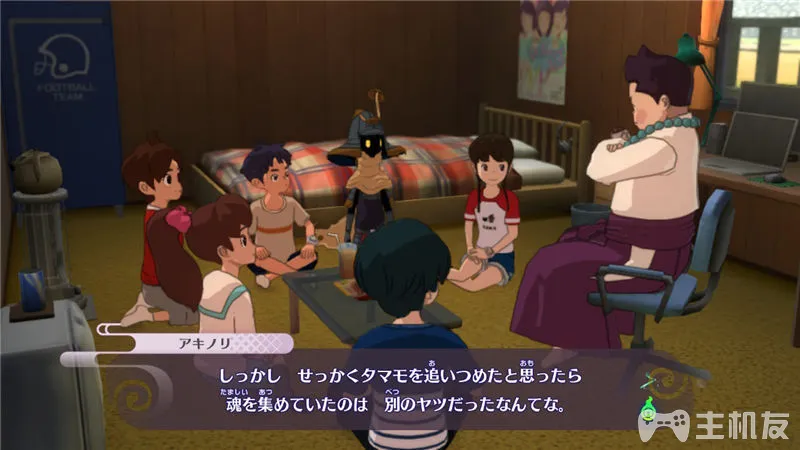 FOOTBALL
TEAM
アキノリ
しっかし　せっかくタマモを追いつめたと思ったら
魂を集めていたのは　別のヤツだったなんてな。
主机友